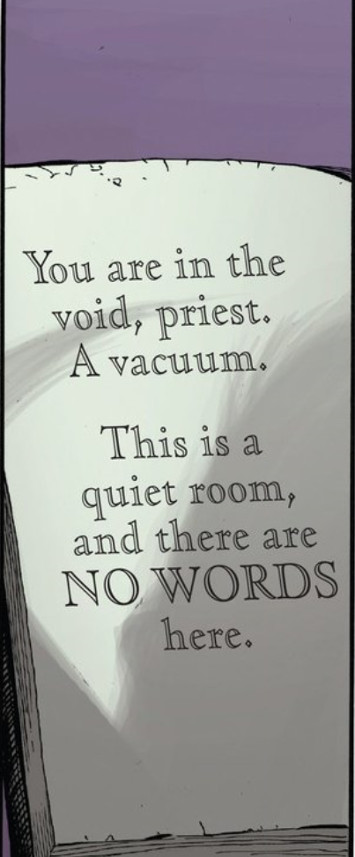 You are in the
void, priest.
A vacuum.
This is a
quiet room,
and there are
NO WORDS
here.